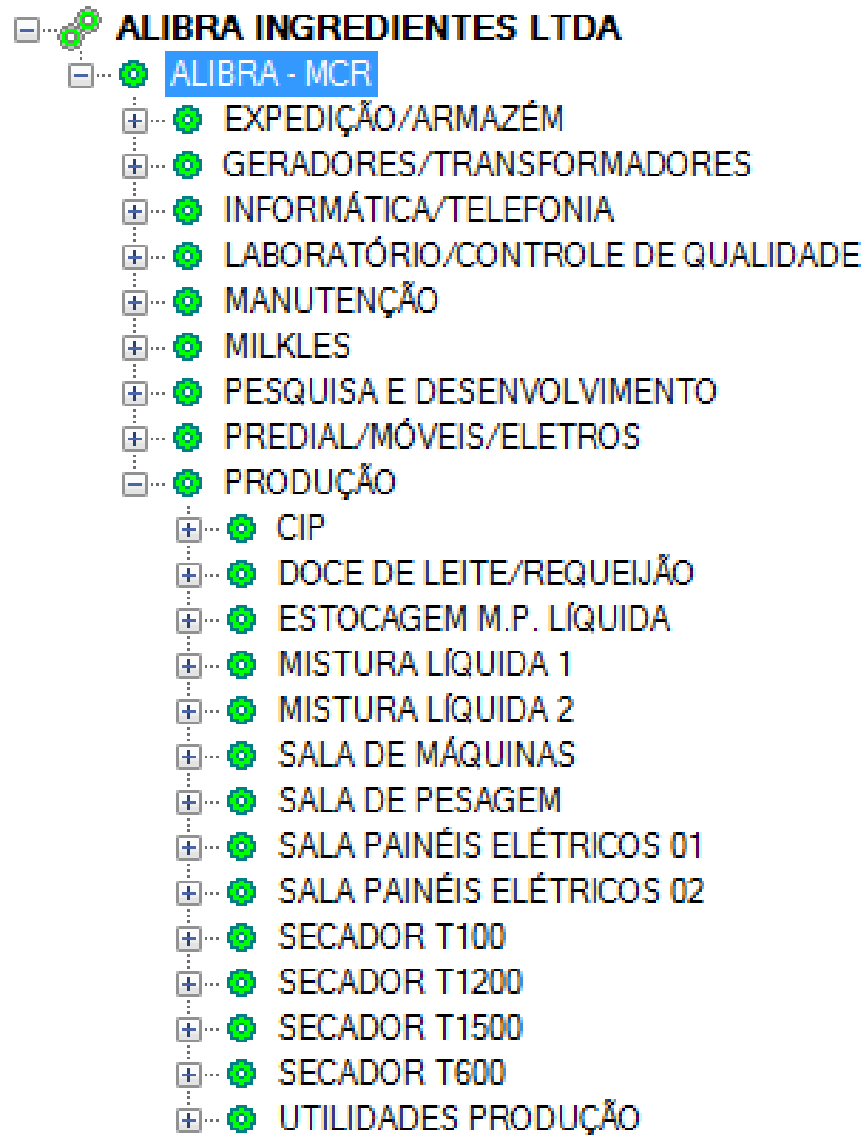 ALIBRA INGREDIENTES LTDA
ALIBRA - MCR
EXPEDIÇÃO/ARMAZÉM
GERADORES/TRANSFORMADORES
INFORMÁTICA/TELEFONIA
LABORATÓRIO/CONTROLE DE QUALIDADE
MANUTENÇÃO
MILKLES
PESQUISA E DESENVOLVIMENTO
PREDIAL/MÓVEIS/ELETROS
PRODUÇÃO
CIP
DOCE DE LEITE/REQUEIJÃO
ESTOCAGEM M.P. LÍQUIDA
MISTURA LÍQUIDA 1
MISTURA LÍQUIDA 2
SALA DE MÁQUINAS
SALA DE PESAGEM
SALA PAINÉIS ELÉTRICOS 01
SALA PAINÉIS ELÉTRICOS 02
SECADOR T100
SECADOR T1200
SECADOR T1500
SECADOR T600
UTILIDADES PRODUÇÃO